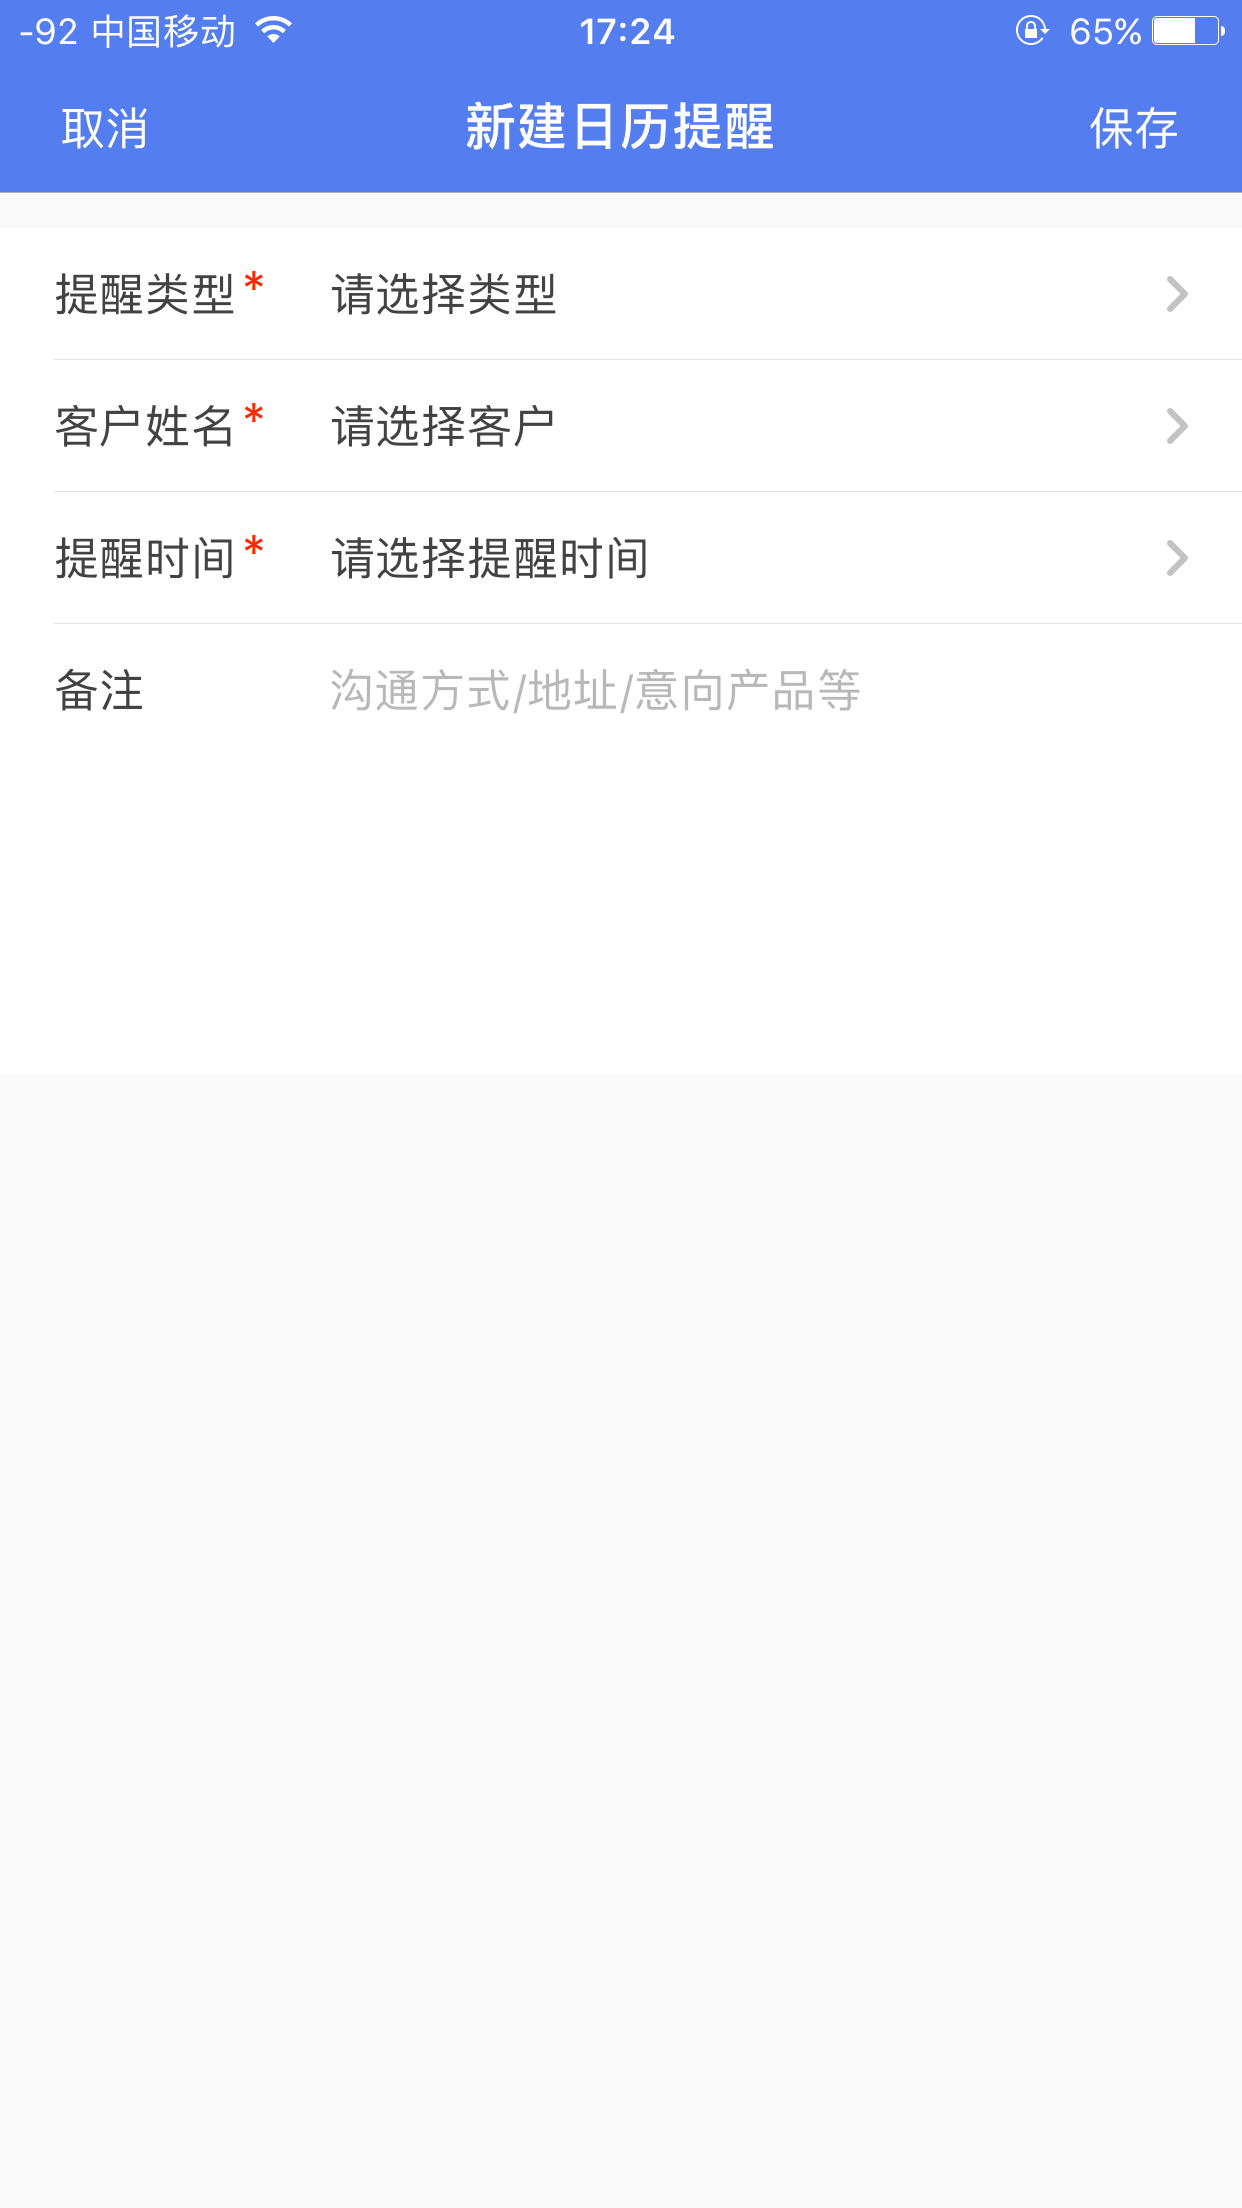 -92 中国移动 17:24 65%
取消 新建日历提醒 保存
提醒类型* 请选择类型
客户姓名* 请选择客户
提醒时间* 请选择提醒时间
备注 沟通方式/地址/意向产品等